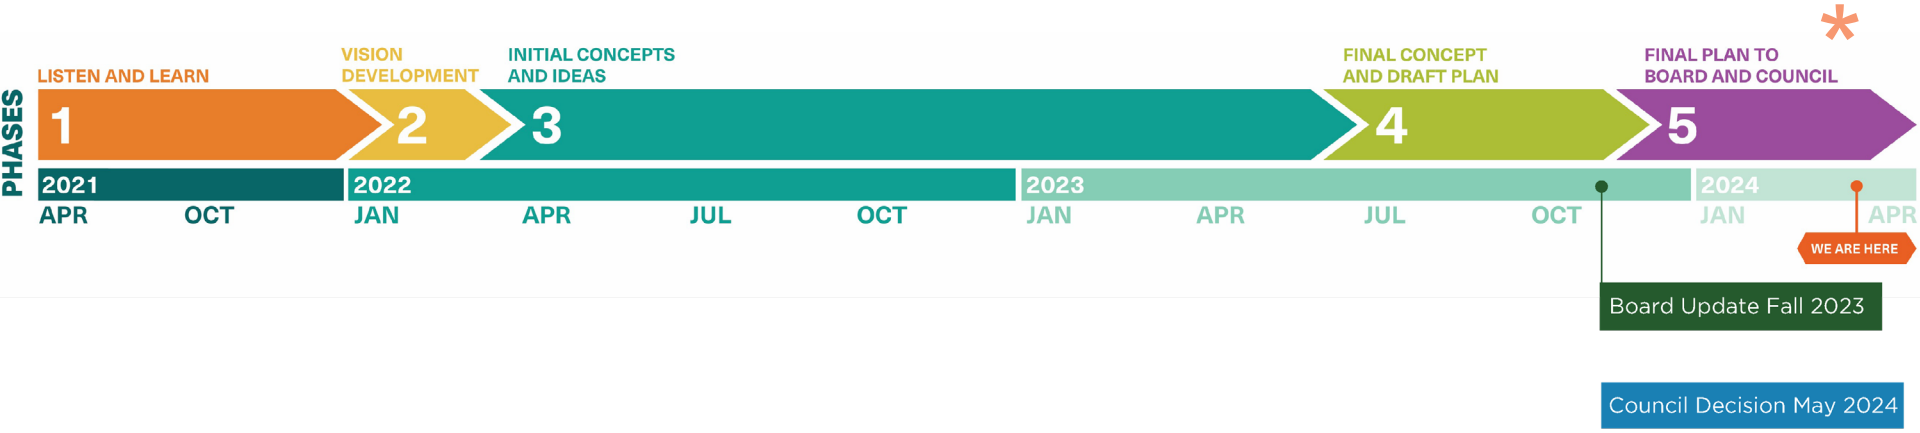 PHASES
LISTEN AND LEARN
VISION
DEVELOPMENT
INITIAL CONCEPTS
AND IDEAS
FINAL CONCEPT
AND DRAFT PLAN
FINAL PLAN TO
BOARD AND COUNCIL
*
1 2 3 4 5
2021 2022 2023 2024
APR OCT JAN APR JUL OCT JAN APR JUL OCT JAN APR
WE ARE HERE
Board Update Fall 2023
Council Decision May 2024